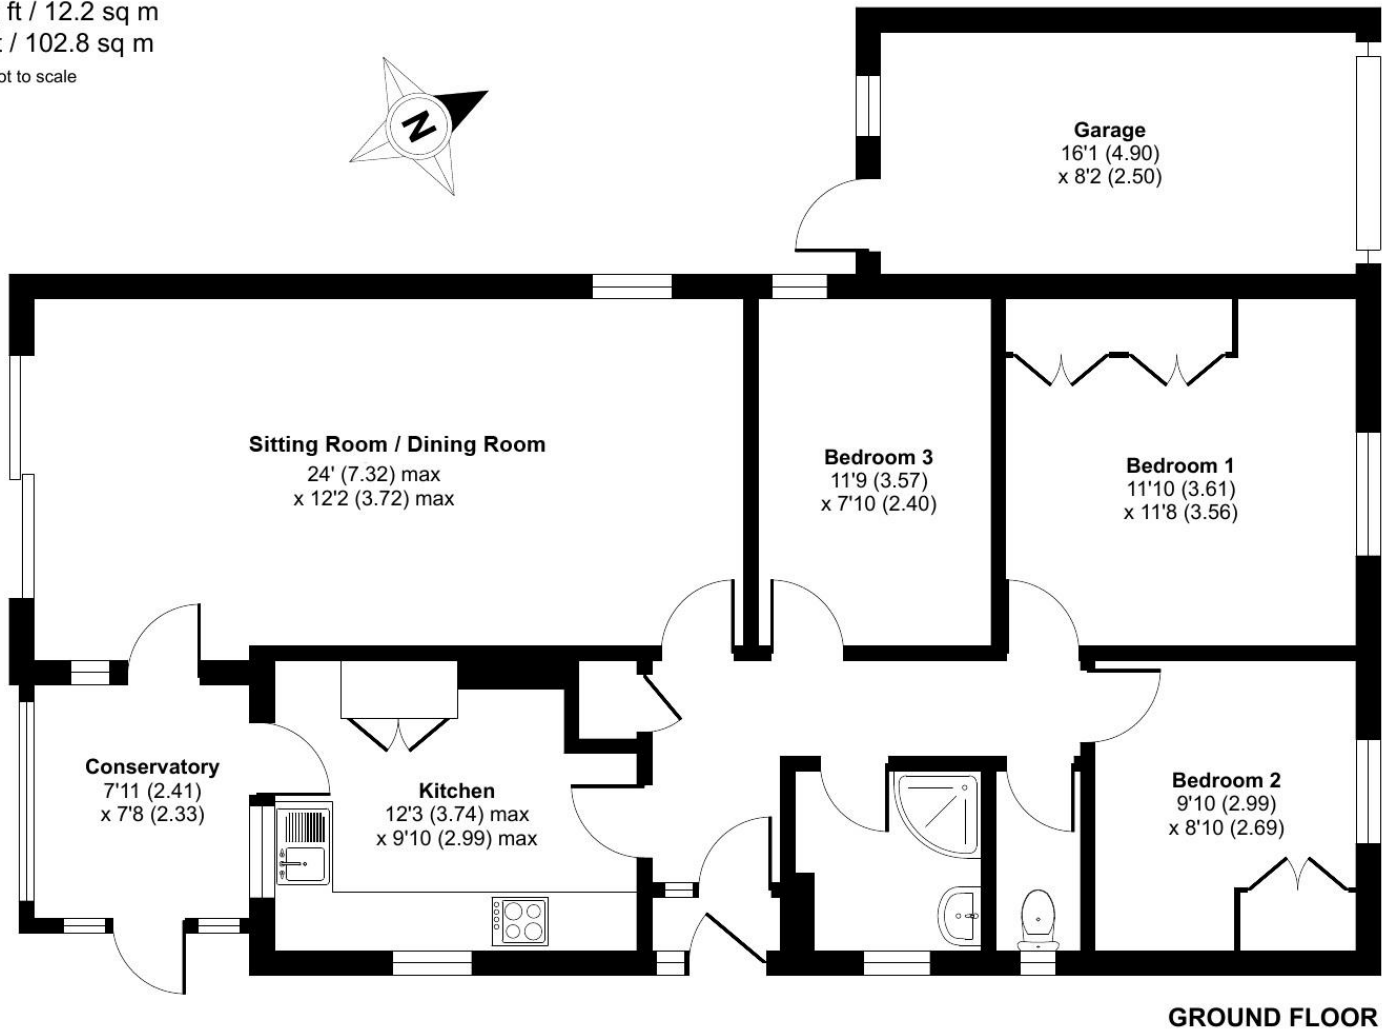 ft / 12.2 sq m
/ 102.8 sq m
to scale
N
Garage
16'1 (4.90)
x 8'2 (2.50)
Sitting Room / Dining Room
24' (7.32) max
x 12'2 (3.72) max
Bedroom 3
11'9 (3.57)
x 7'10 (2.40)
Bedroom 1
11'10 (3.61)
x 11'8 (3.56)
Conservatory
7'11 (2.41)
x 7'8 (2.33)
Kitchen
12'3 (3.74) max
x 9'10 (2.99) max
Bedroom 2
9'10 (2.99)
x 8'10 (2.69)
GROUND FLOOR